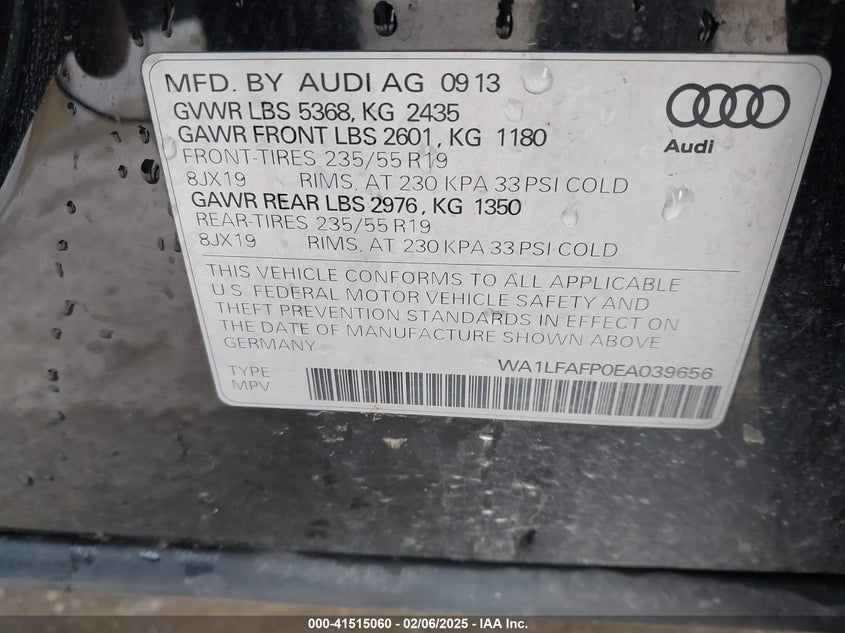 MFD. BY AUDI AG 09 13
GVWR LBS 5368, KG 2435
GAWR FRONT LBS 2601, KG 1180
FRONT-TIRES 235/55 R19
8JX19 RIMS, AT 230 KPA 33 PSI COLD
GAWR REAR LBS 2976, KG 1350
REAR-TIRES 235/55 R19
8JX19 RIMS, AT 230 KPA 33 PSI COLD
Audi
THIS VEHICLE CONFORMS TO ALL APPLICABLE
U.S. FEDERAL MOTOR VEHICLE SAFETY AND
THEFT PREVENTION STANDARDS IN EFFECT ON
THE DATE OF MANUFACTURE SHOWN ABOVE
GERMANY
WA1LFAFP0EA039656
TYPE
MPV
000-41515060 - 02/06/2025 - IAA Inc.